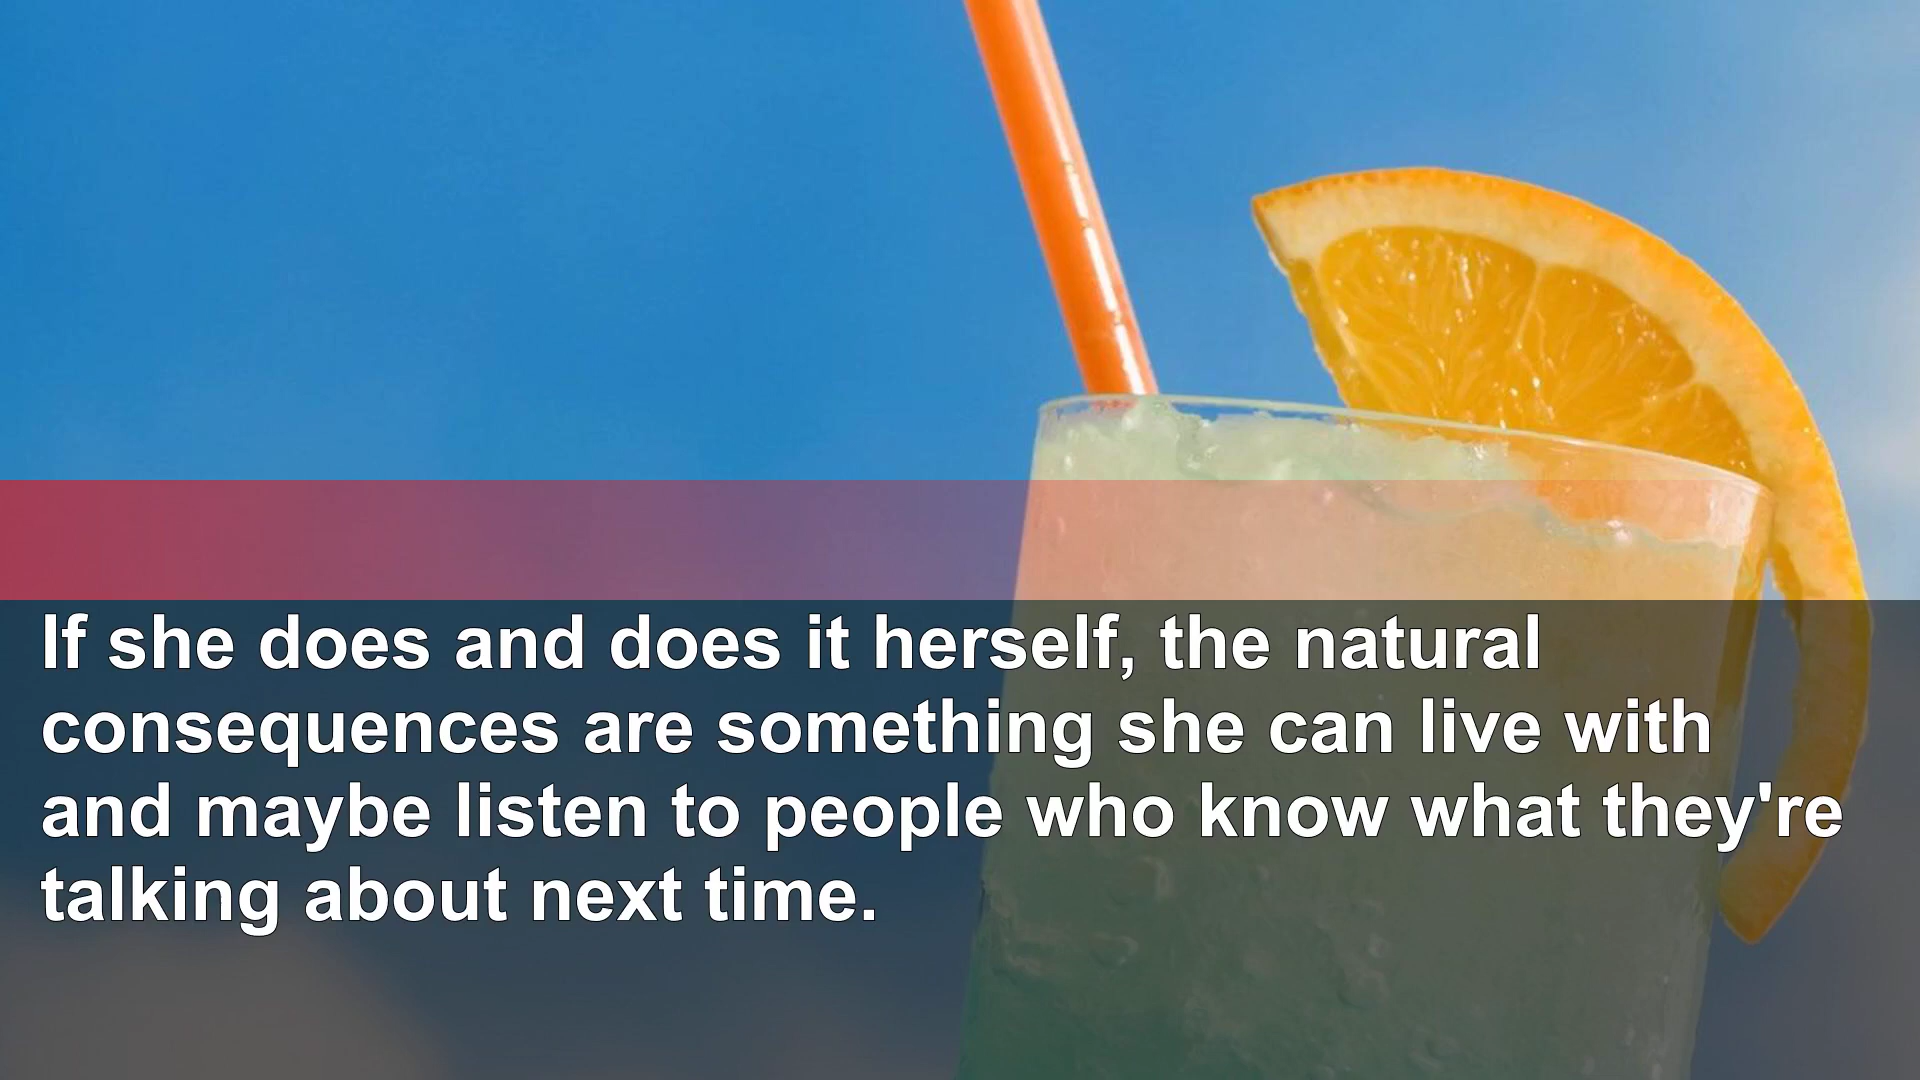 If she does and does it herself, the natural
consequences are something she can live with
and maybe listen to people who know what they're
talking about next time.